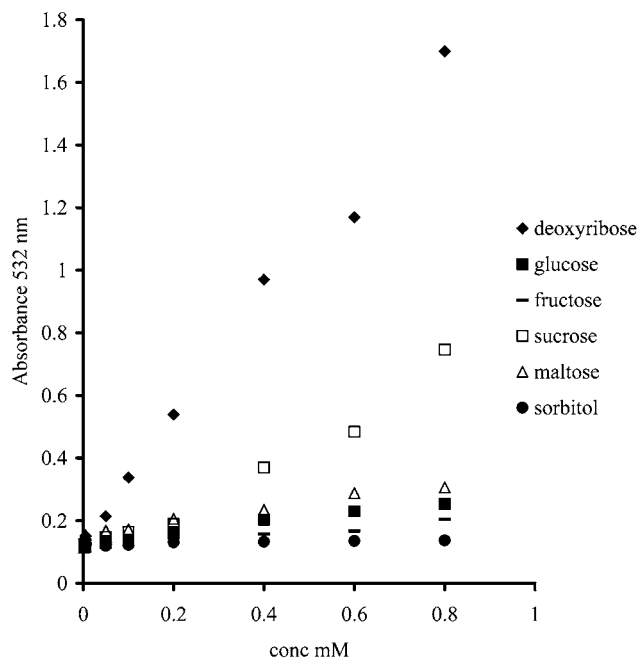 1.8
1.6
1.4
1.2
1
0.8
0.6
0.4
0.2
0
Absorbance 532 nm
0 0.2 0.4 0.6 0.8 1
conc mM
deoxyribose
glucose
fructose
sucrose
maltose
sorbitol